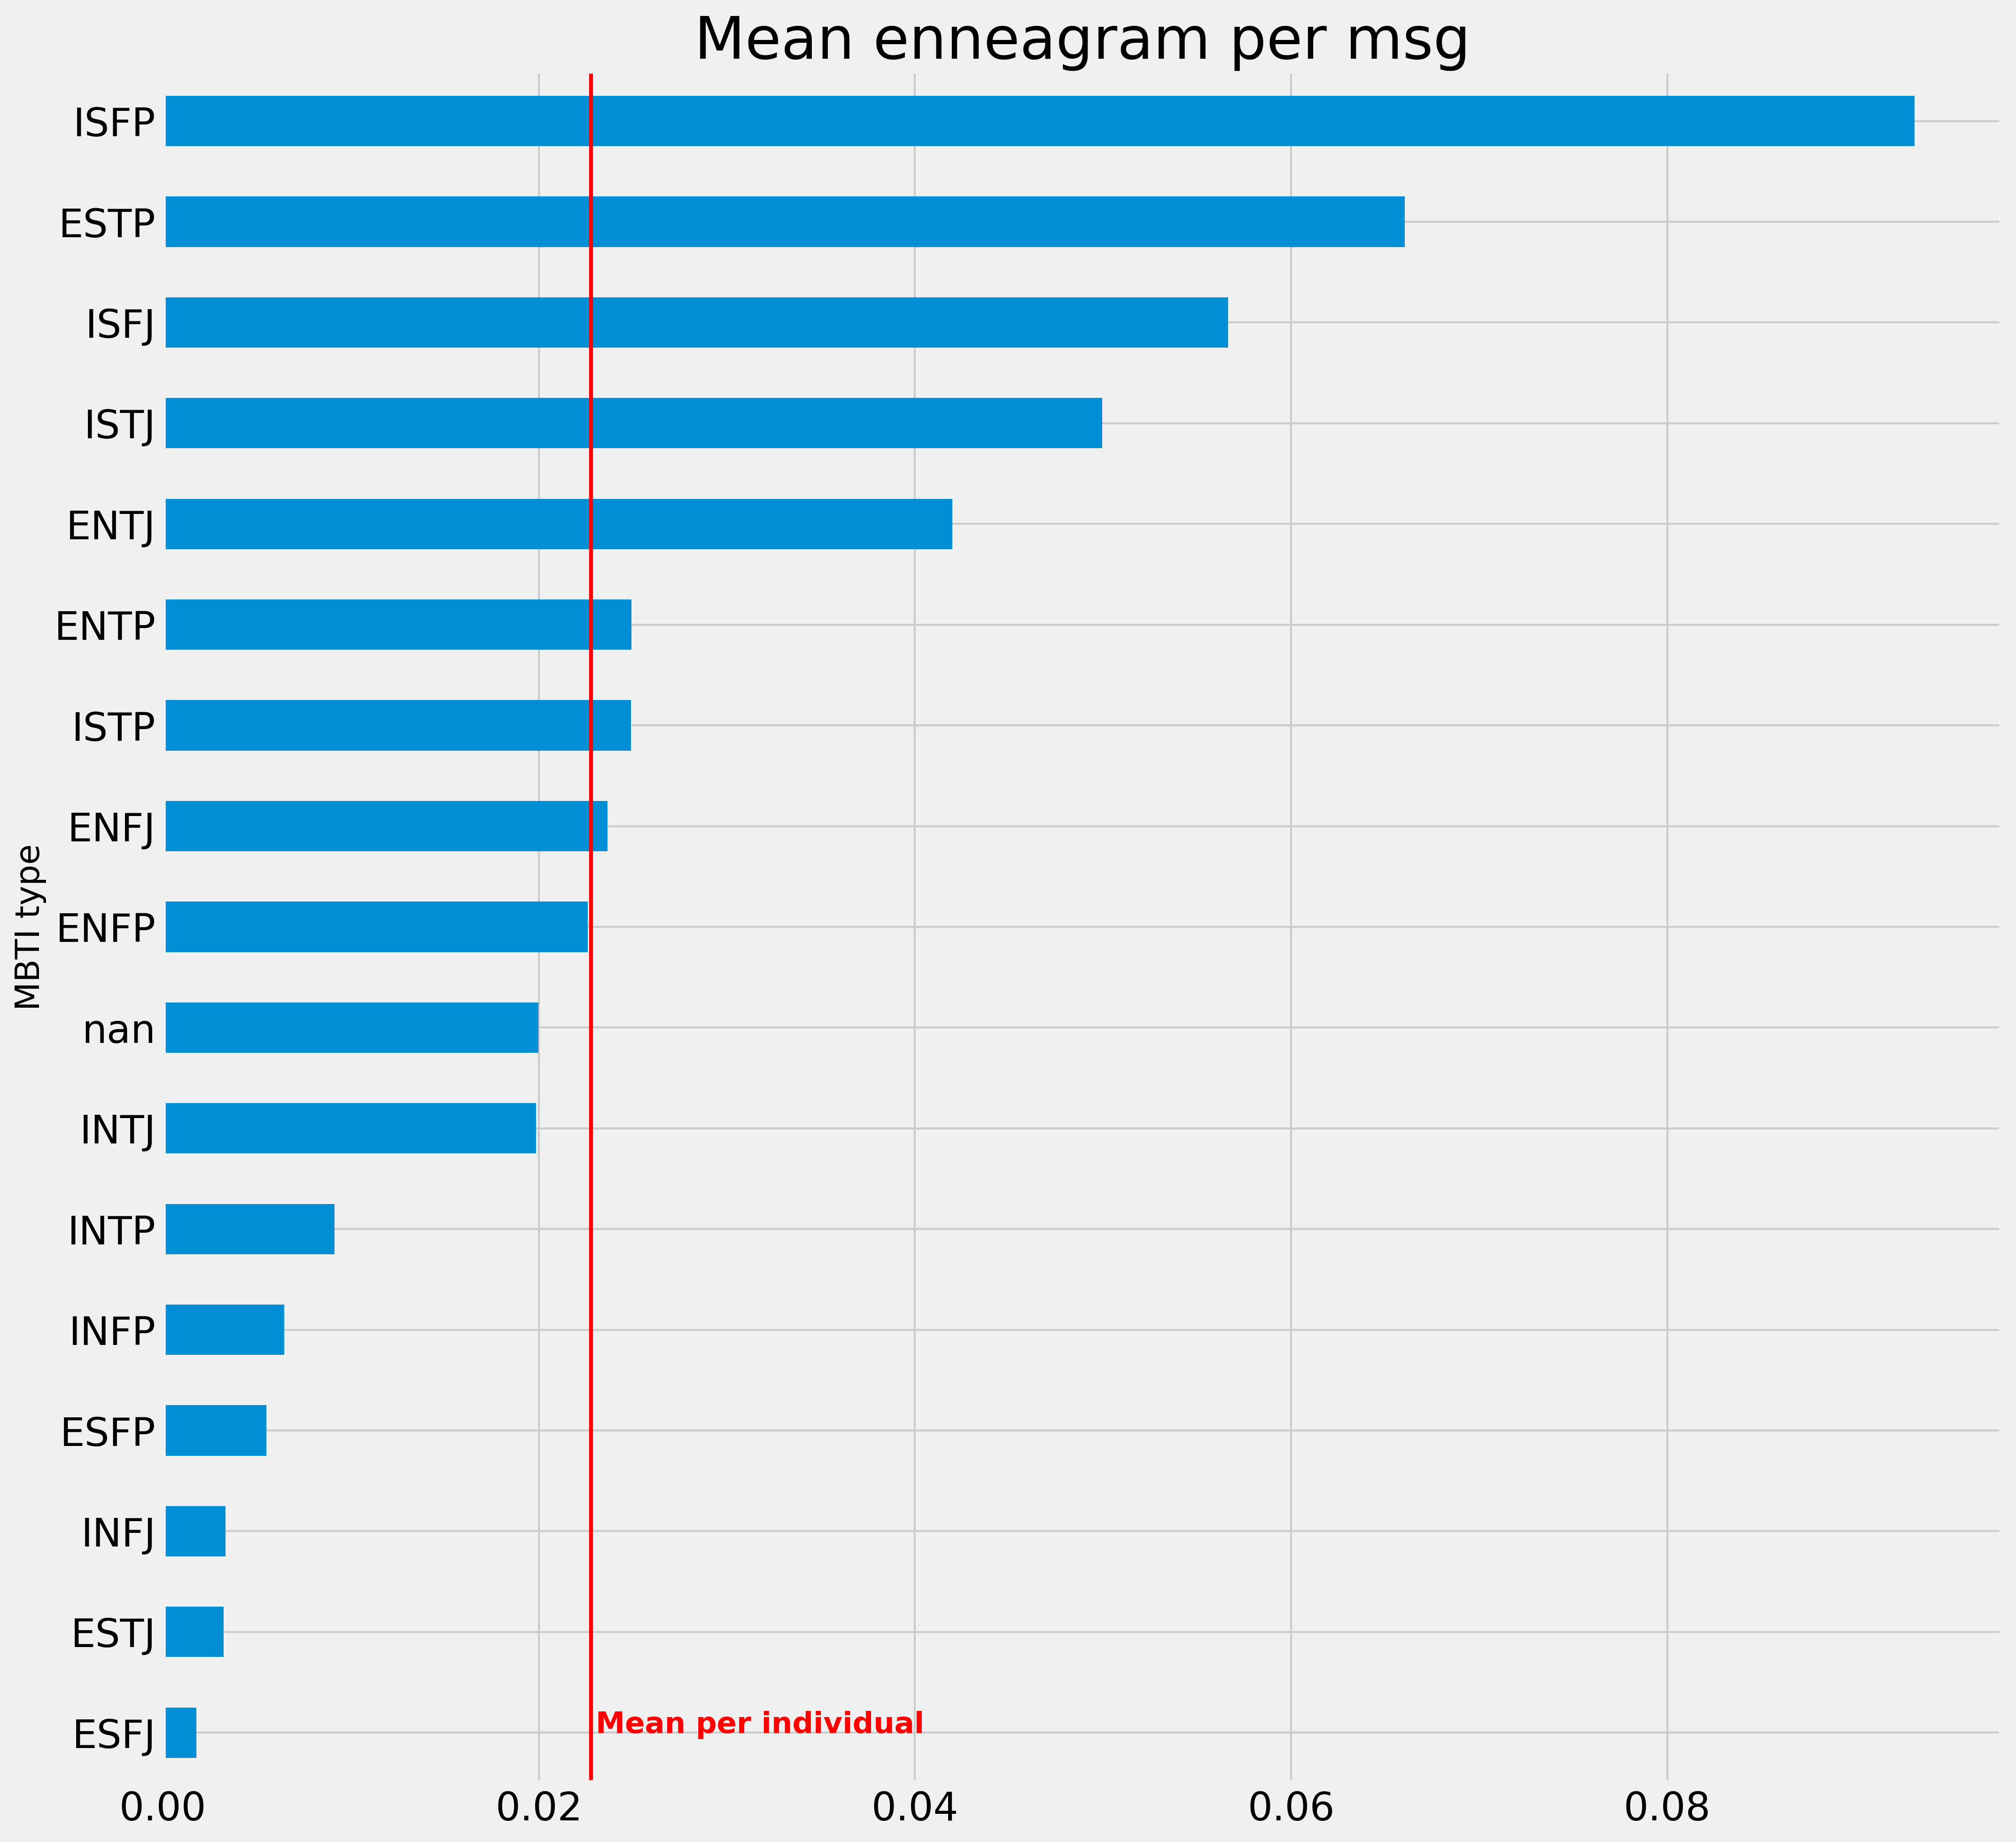 Mean enneagram per msg
ISFP
ESTP
ISFJ
ISTJ
ENTJ
ENTP
ISTP
ENFJ
ENFP
nan
INTJ
INTP
INFP
ESFP
INFJ
ESTJ
ESFJ
MBTI type
Mean per individual
0.00 0.02 0.04 0.06 0.08